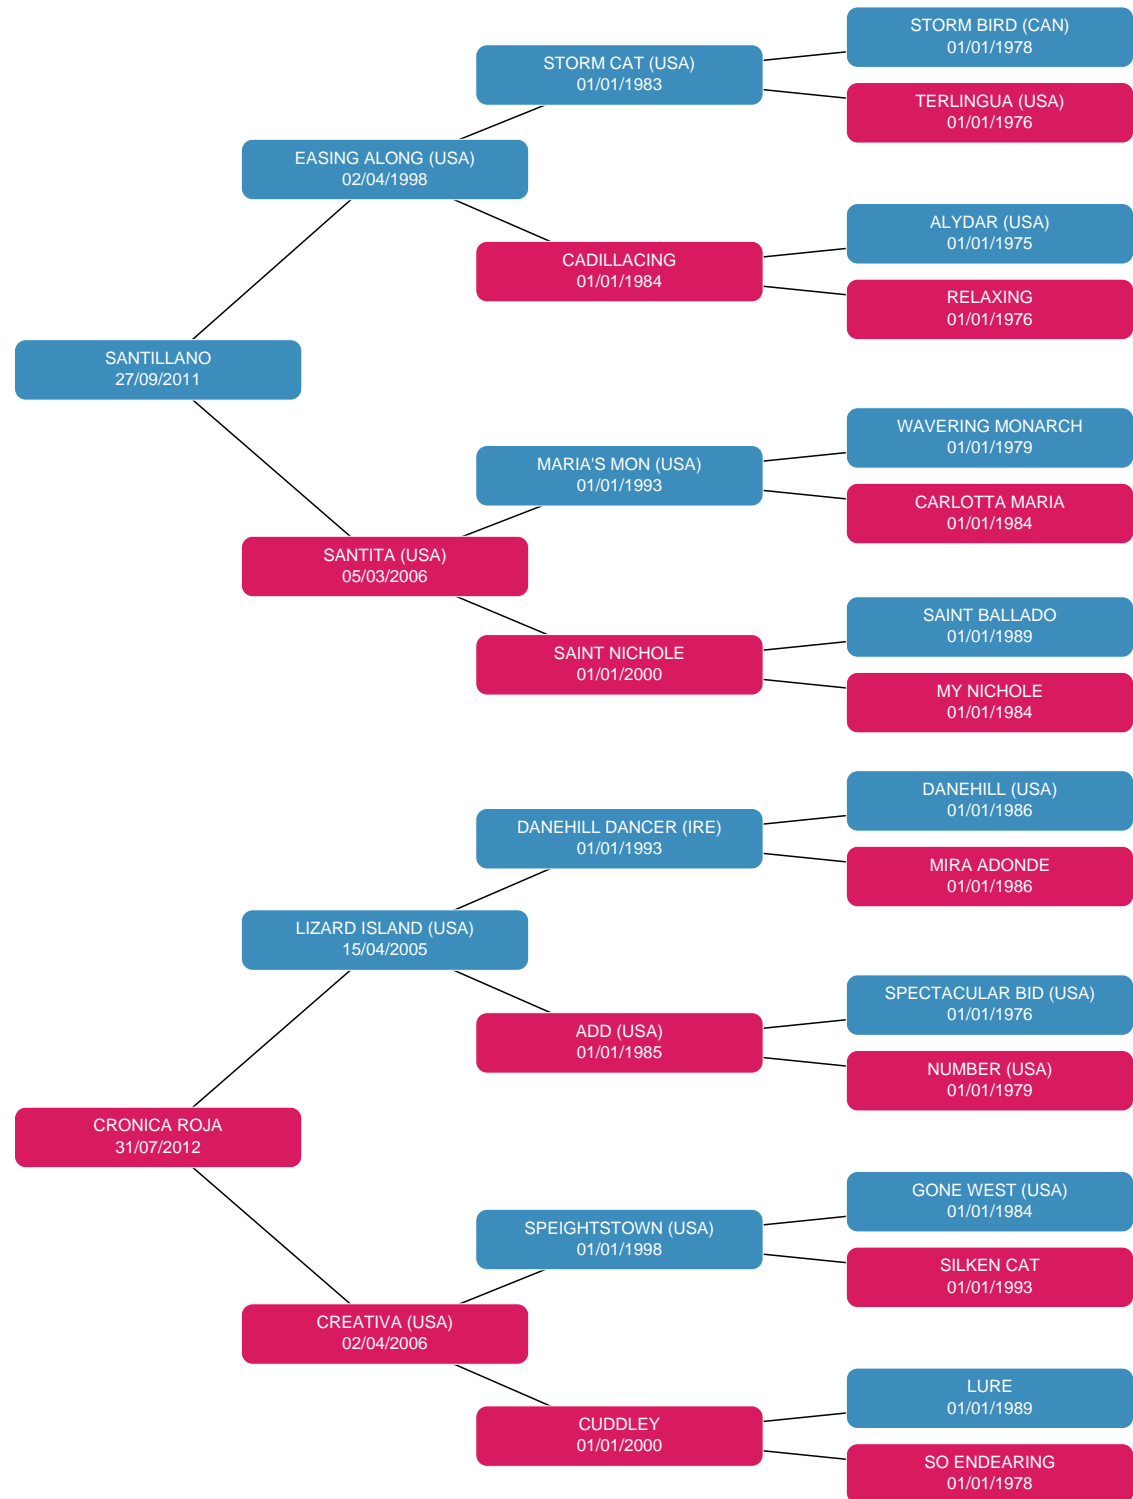 STORM BIRD (CAN)
01/01/1978
STORM CAT (USA)
01/01/1983
TERLINGUA (USA)
01/01/1976
EASING ALONG (USA)
02/04/1998
ALYDAR (USA)
01/01/1975
CADILLACING
01/01/1984
RELAXING
01/01/1976
SANTILLANO
27/09/2011
WAVERING MONARCH
01/01/1979
MARIA'S MON (USA)
01/01/1993
CARLOTTA MARIA
01/01/1984
SANTITA (USA)
05/03/2006
SAINT BALLADO
01/01/1989
SAINT NICHOLE
01/01/2000
MY NICHOLE
01/01/1984
DANEHILL (USA)
01/01/1986
DANEHILL DANCER (IRE)
01/01/1993
MIRA ADONDE
01/01/1986
LIZARD ISLAND (USA)
15/04/2005
SPECTACULAR BID (USA)
01/01/1976
ADD (USA)
01/01/1985
NUMBER (USA)
01/01/1979
CRONICA ROJA
31/07/2012
GONE WEST (USA)
01/01/1984
SPEIGHTSTOWN (USA)
01/01/1998
SILKEN CAT
01/01/1993
CREATIVA (USA)
02/04/2006
LURE
01/01/1989
CUDDLEY
01/01/2000
SO ENDEARING
01/01/1978